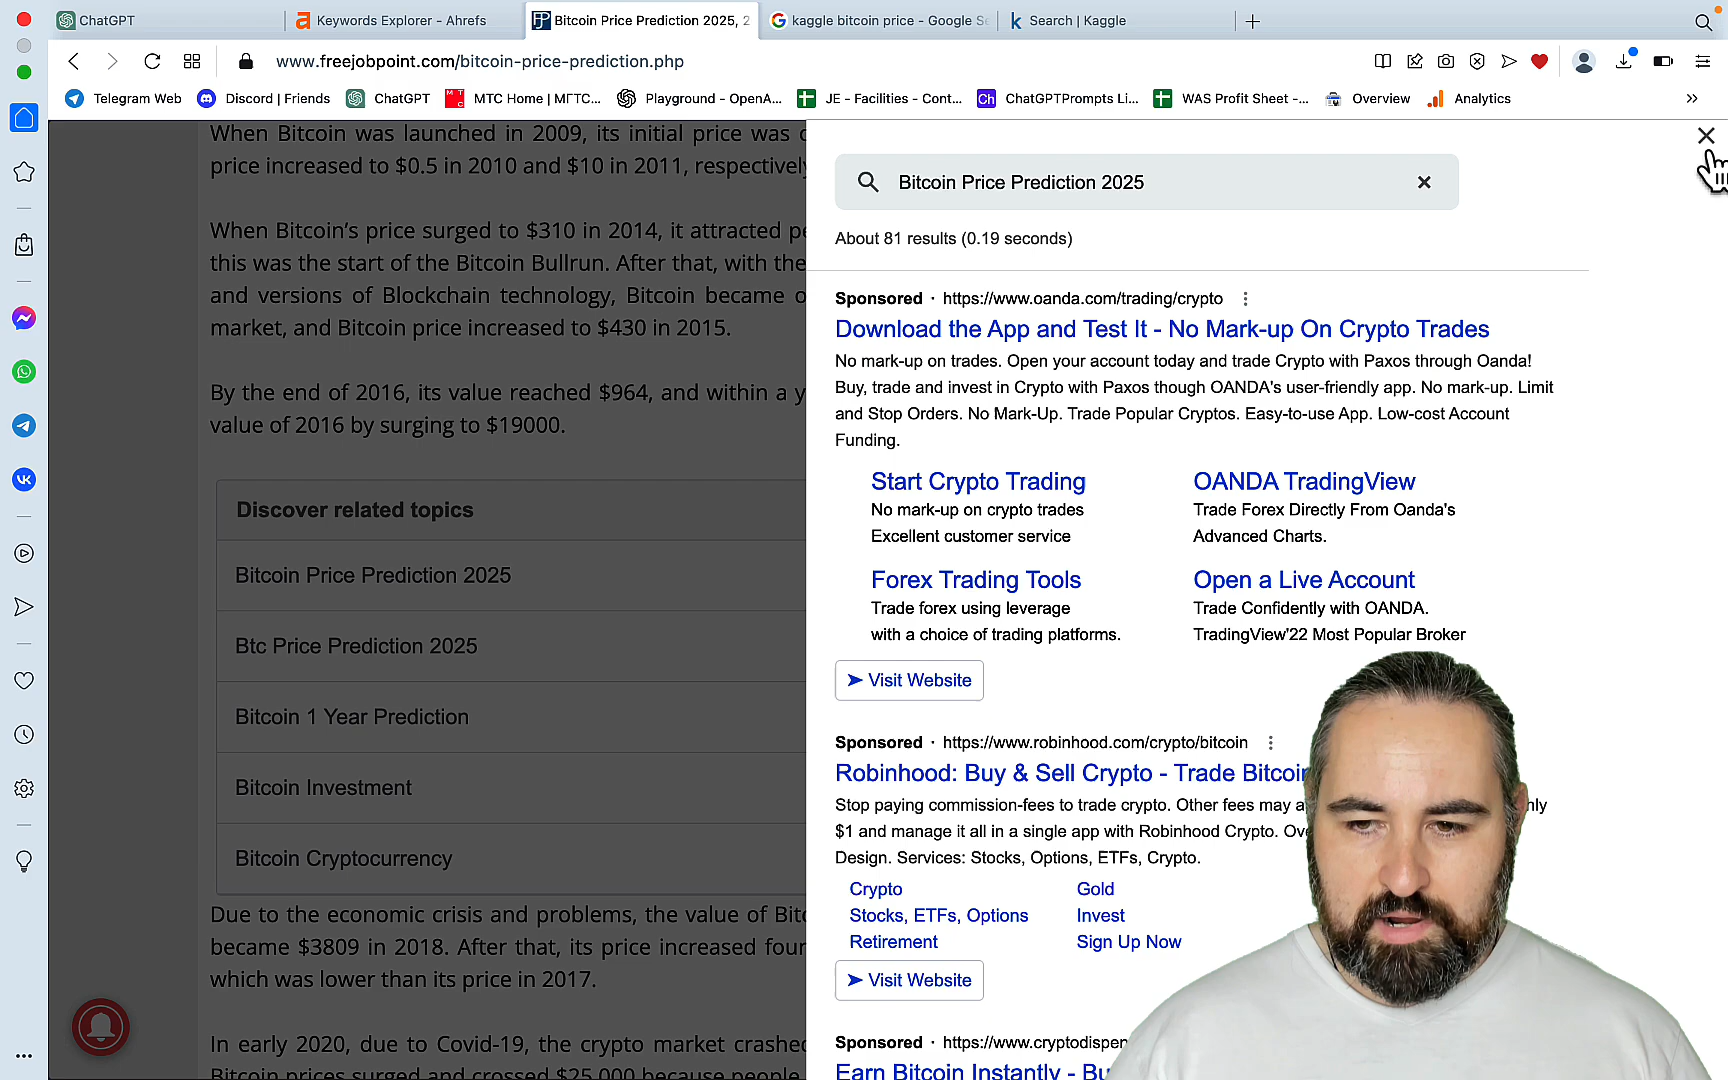 ChatGPT
Keywords Explorer - Ahrefs
Bitcoin Price Prediction 2025, 2
kaggle bitcoin price - Google Se
Search | Kaggle
www.freejobpoint.com/bitcoin-price-prediction.php
Telegram Web
Discord | Friends
ChatGPT
МТС Home | МГТС...
Playground - OpenA...
JE - Facilities - Cont...
Ch
ChatGPTPrompts Li...
WAS Profit Sheet -...
Overview
Analytics
When Bitcoin was launched in 2009, its initial price was
price increased to $0.5 in 2010 and $10 in 2011, respectively
When Bitcoin's price surged to $310 in 2014, it attracted
this was the start of the Bitcoin Bullrun. After that, with the
and versions of Blockchain technology, Bitcoin became
market, and Bitcoin price increased to $430 in 2015.
By the end of 2016, its value reached $964, and within a
value of 2016 by surging to $19000.
Discover related topics
Bitcoin Price Prediction 2025
Btc Price Prediction 2025
Bitcoin 1 Year Prediction
Bitcoin Investment
Bitcoin Cryptocurrency
Due to the economic crisis and problems, the value of
became $3809 in 2018. After that, its price increased
which was lower than its price in 2017.
In early 2020, due to Covid-19, the crypto market crashed
Bitcoin prices surged and crossed $25,000 because people
Bitcoin Price Prediction 2025
About 81 results (0.19 seconds)
Sponsored · https://www.oanda.com/trading/crypto
Download the App and Test It - No Mark-up On Crypto Trades
No mark-up on trades. Open your account today and trade Crypto with Paxos through Oanda!
Buy, trade and invest in Crypto with Paxos though OANDA's user-friendly app. No mark-up. Limit
and Stop Orders. No Mark-Up. Trade Popular Cryptos. Easy-to-use App. Low-cost Account
Funding.
Start Crypto Trading
No mark-up on crypto trades
Excellent customer service
OANDA TradingView
Trade Forex Directly From Oanda's
Advanced Charts.
Forex Trading Tools
Trade forex using leverage
with a choice of trading platforms.
Open a Live Account
Trade Confidently with OANDA.
TradingView'22 Most Popular Broker
Visit Website
Sponsored · https://www.robinhood.com/crypto/bitcoin
Robinhood: Buy & Sell Crypto - Trade Bitcoin
Stop paying commission-fees to trade crypto. Other fees may
$1 and manage it all in a single app with Robinhood Crypto.
Design. Services: Stocks, Options, ETFs, Crypto.
Crypto
Gold
Stocks, ETFs, Options
Invest
Retirement
Sign Up Now
Visit Website
Sponsored · https://www.cryptodispen
Earn Bitcoin Instantly -